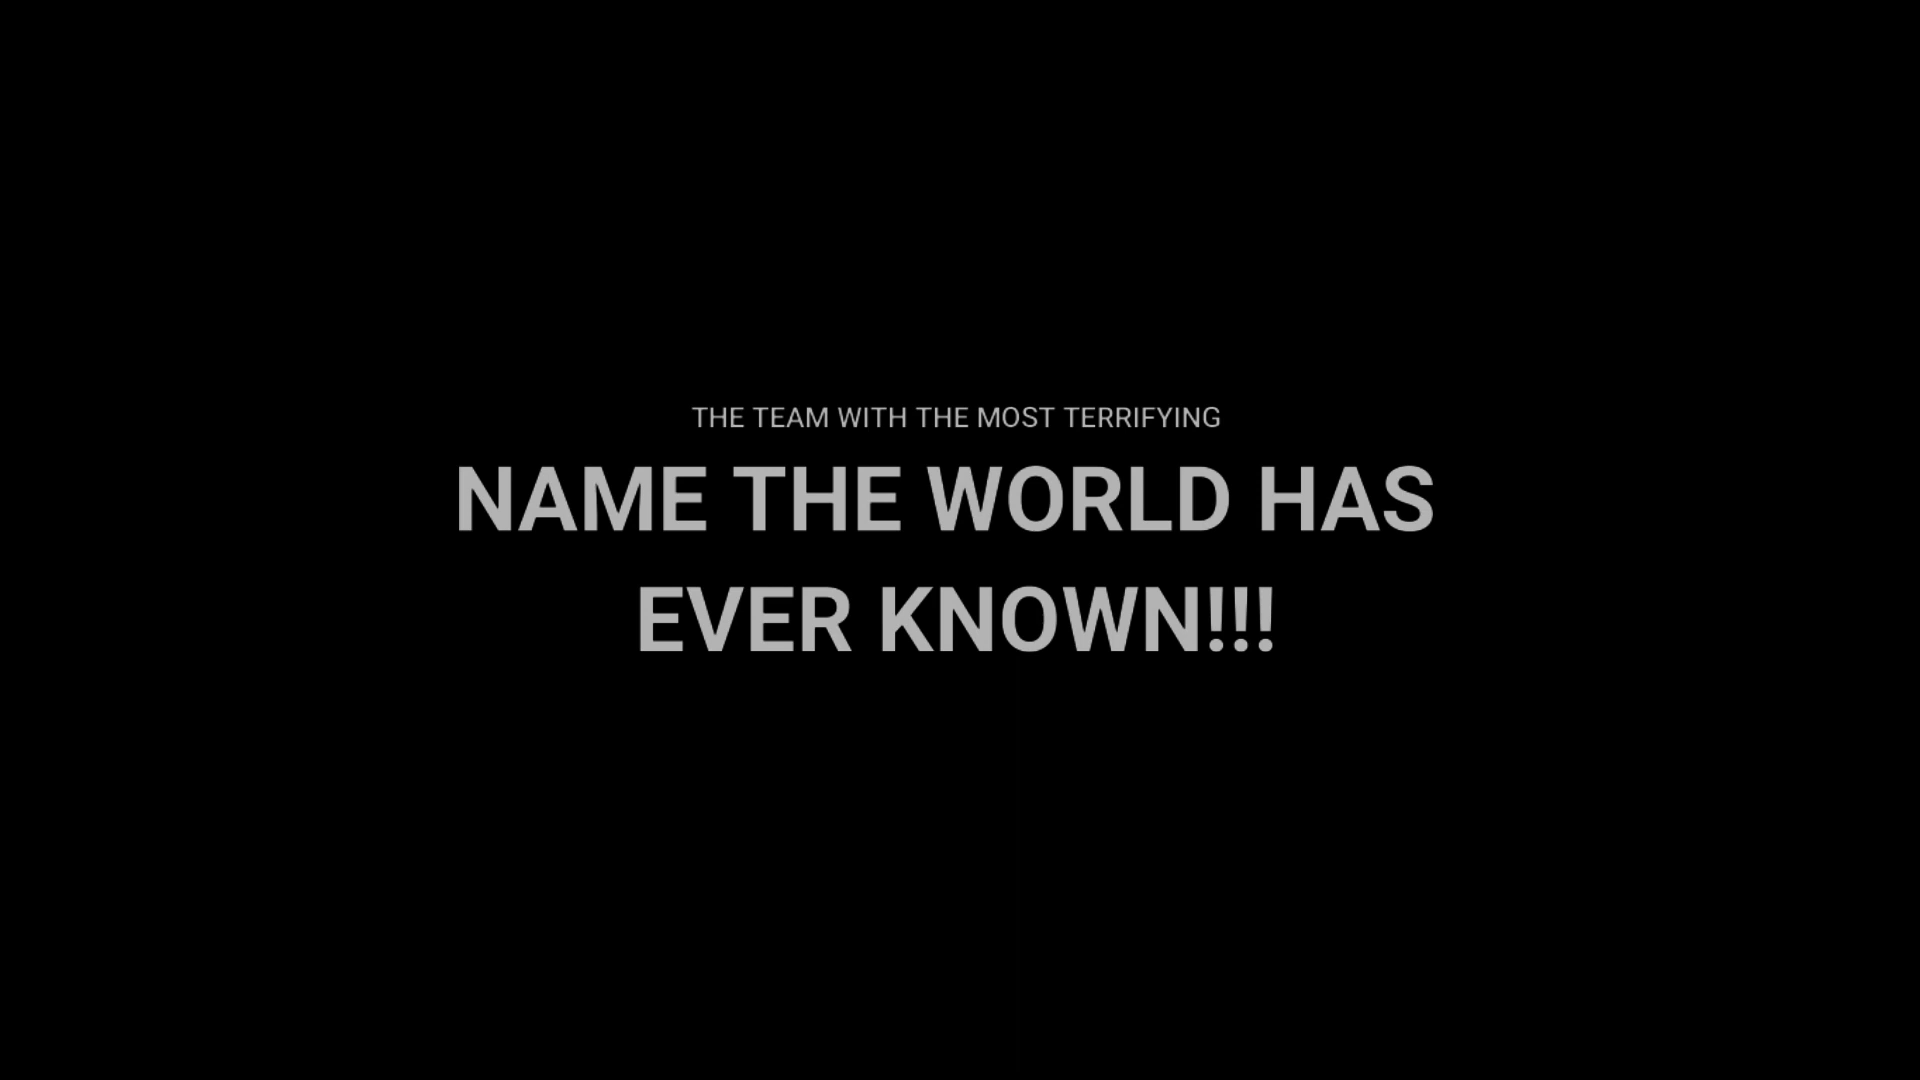 THE TEAM WITH THE MOST TERRIFYING
NAME THE WORLD HAS
EVER KNOWN!!!